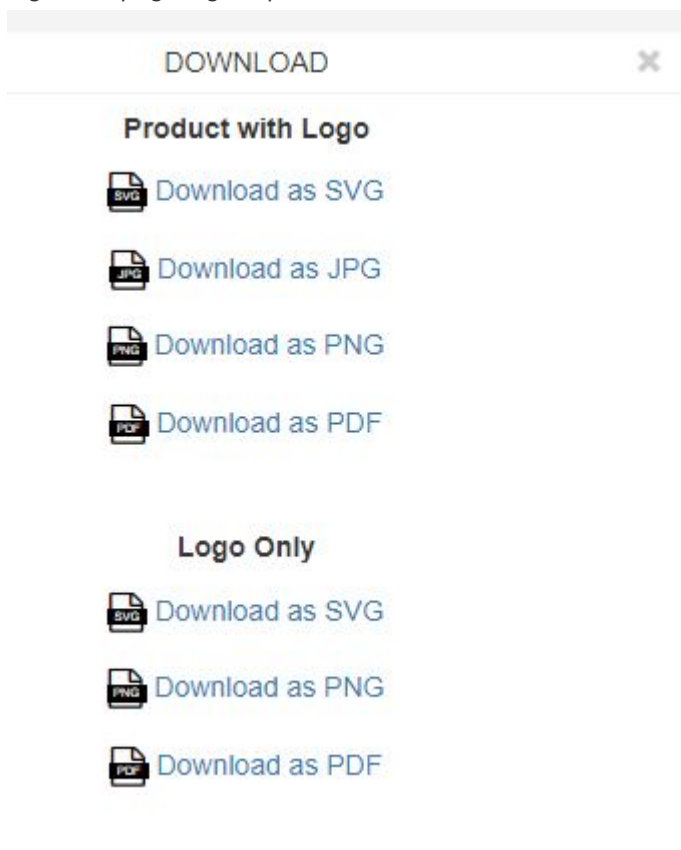 DOWNLOAD
Product with Logo
SVG Download as SVG
JPG Download as JPG
PNG Download as PNG
PDF Download as PDF
Logo Only
SVG Download as SVG
PNG Download as PNG
PDF Download as PDF